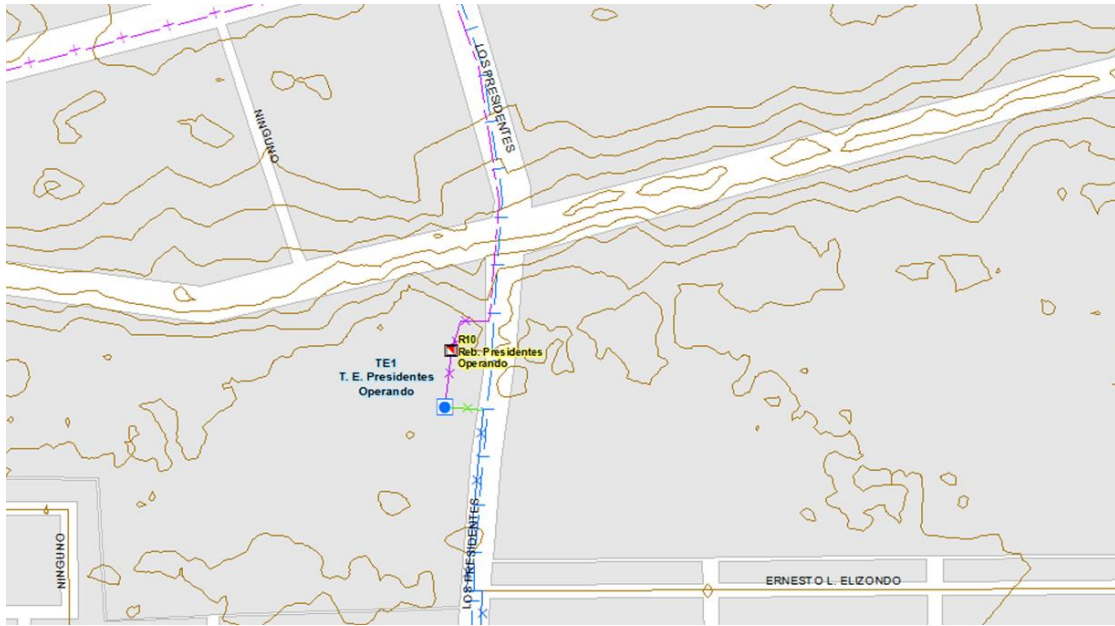 LOS PRESIDENTES
NINGUNO
R10
Reb. Presidentes
Operando
TE1
T. E. Presidentes
Operando
LOS PRESIDENTES
NINGUNO
ERNESTO L. ELIZONDO